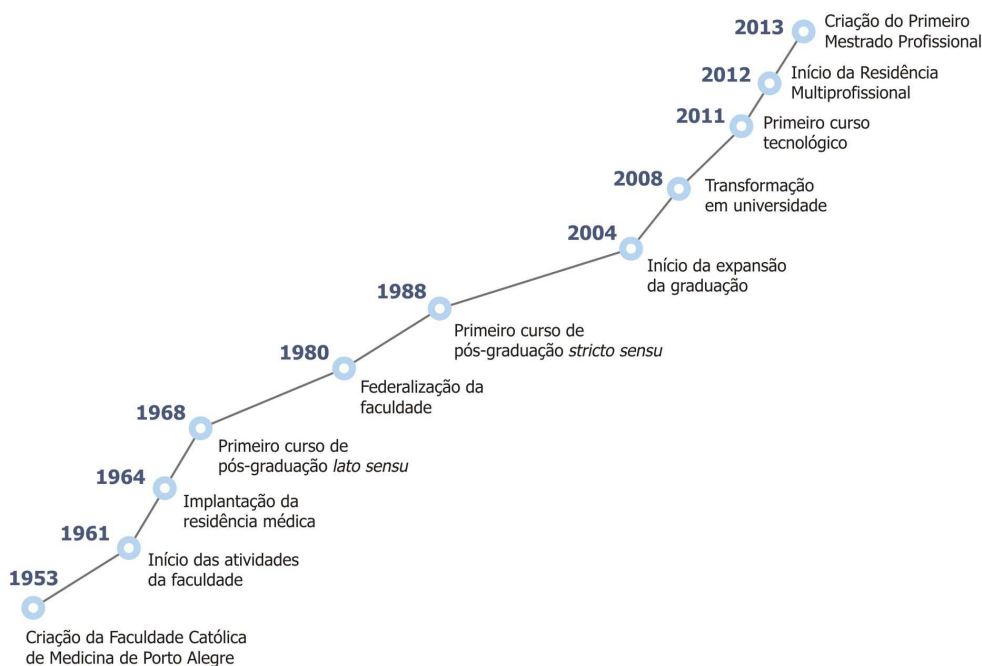 2013
Criação do Primeiro
Mestrado Profissional
2012
Início da Residência
Multiprofissional
2011
Primeiro curso
tecnológico
2008
Transformação
em universidade
2004
Início da expansão
da graduação
1988
Primeiro curso de
pós-graduação stricto sensu
1980
Federalização da
faculdade
1968
Primeiro curso de
pós-graduação lato sensu
1964
Implantação da
residência médica
1961
Início das atividades
da faculdade
1953
Criação da Faculdade Católica
de Medicina de Porto Alegre